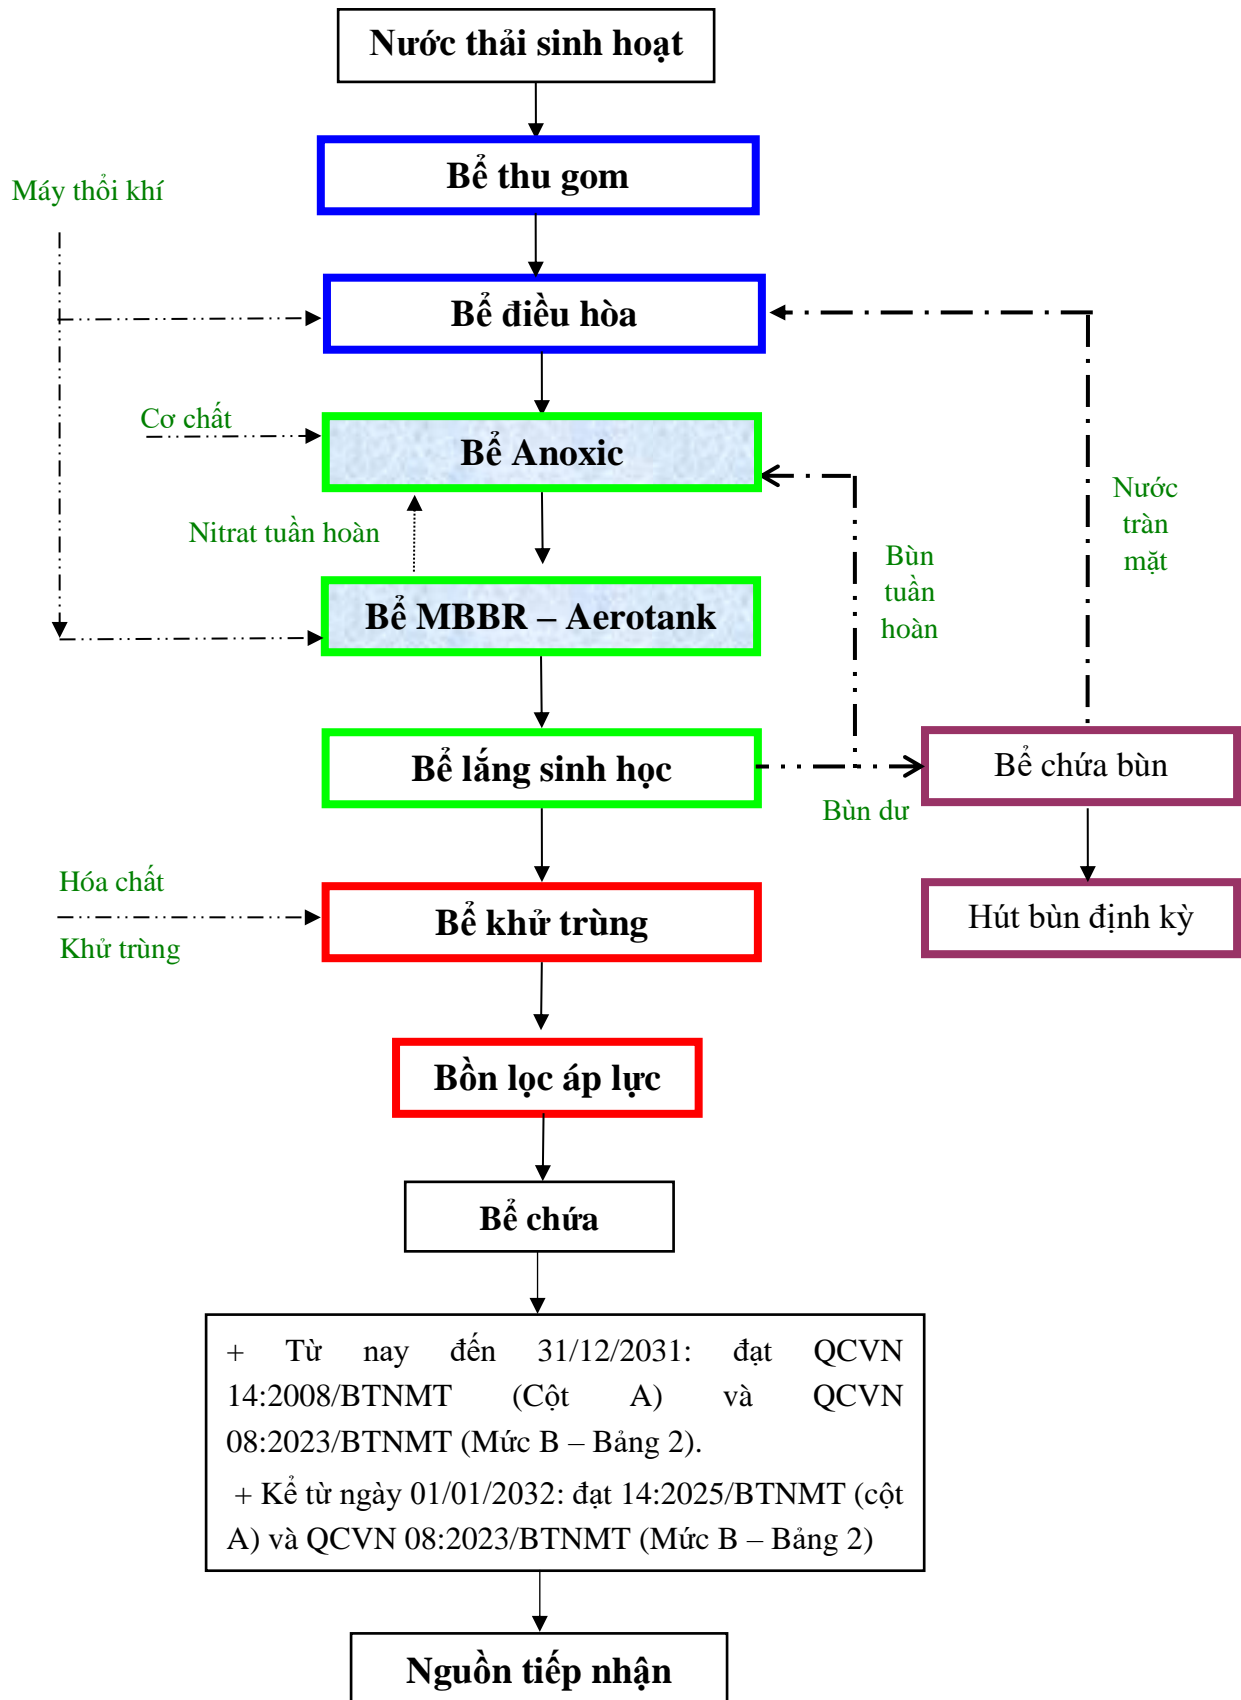 Nước thải sinh hoạt
Bể thu gom
Máy thổi khí
Bể điều hòa
Cơ chất
Bể Anoxic
Nước
tràn
mặt
Nitrat tuần hoàn
Bùn
tuần
hoàn
Bể MBBR – Aerotank
Bể lắng sinh học
Bể chứa bùn
Bùn dư
Hóa chất
Khử trùng
Bể khử trùng
Hút bùn định kỳ
Bồn lọc áp lực
Bể chứa
+ Từ nay đến 31/12/2031: đạt QCVN
14:2008/BTNMT (Cột A) và QCVN
08:2023/BTNMT (Mức B – Bảng 2).
+ Kể từ ngày 01/01/2032: đạt 14:2025/BTNMT (cột
A) và QCVN 08:2023/BTNMT (Mức B – Bảng 2)
Nguồn tiếp nhận